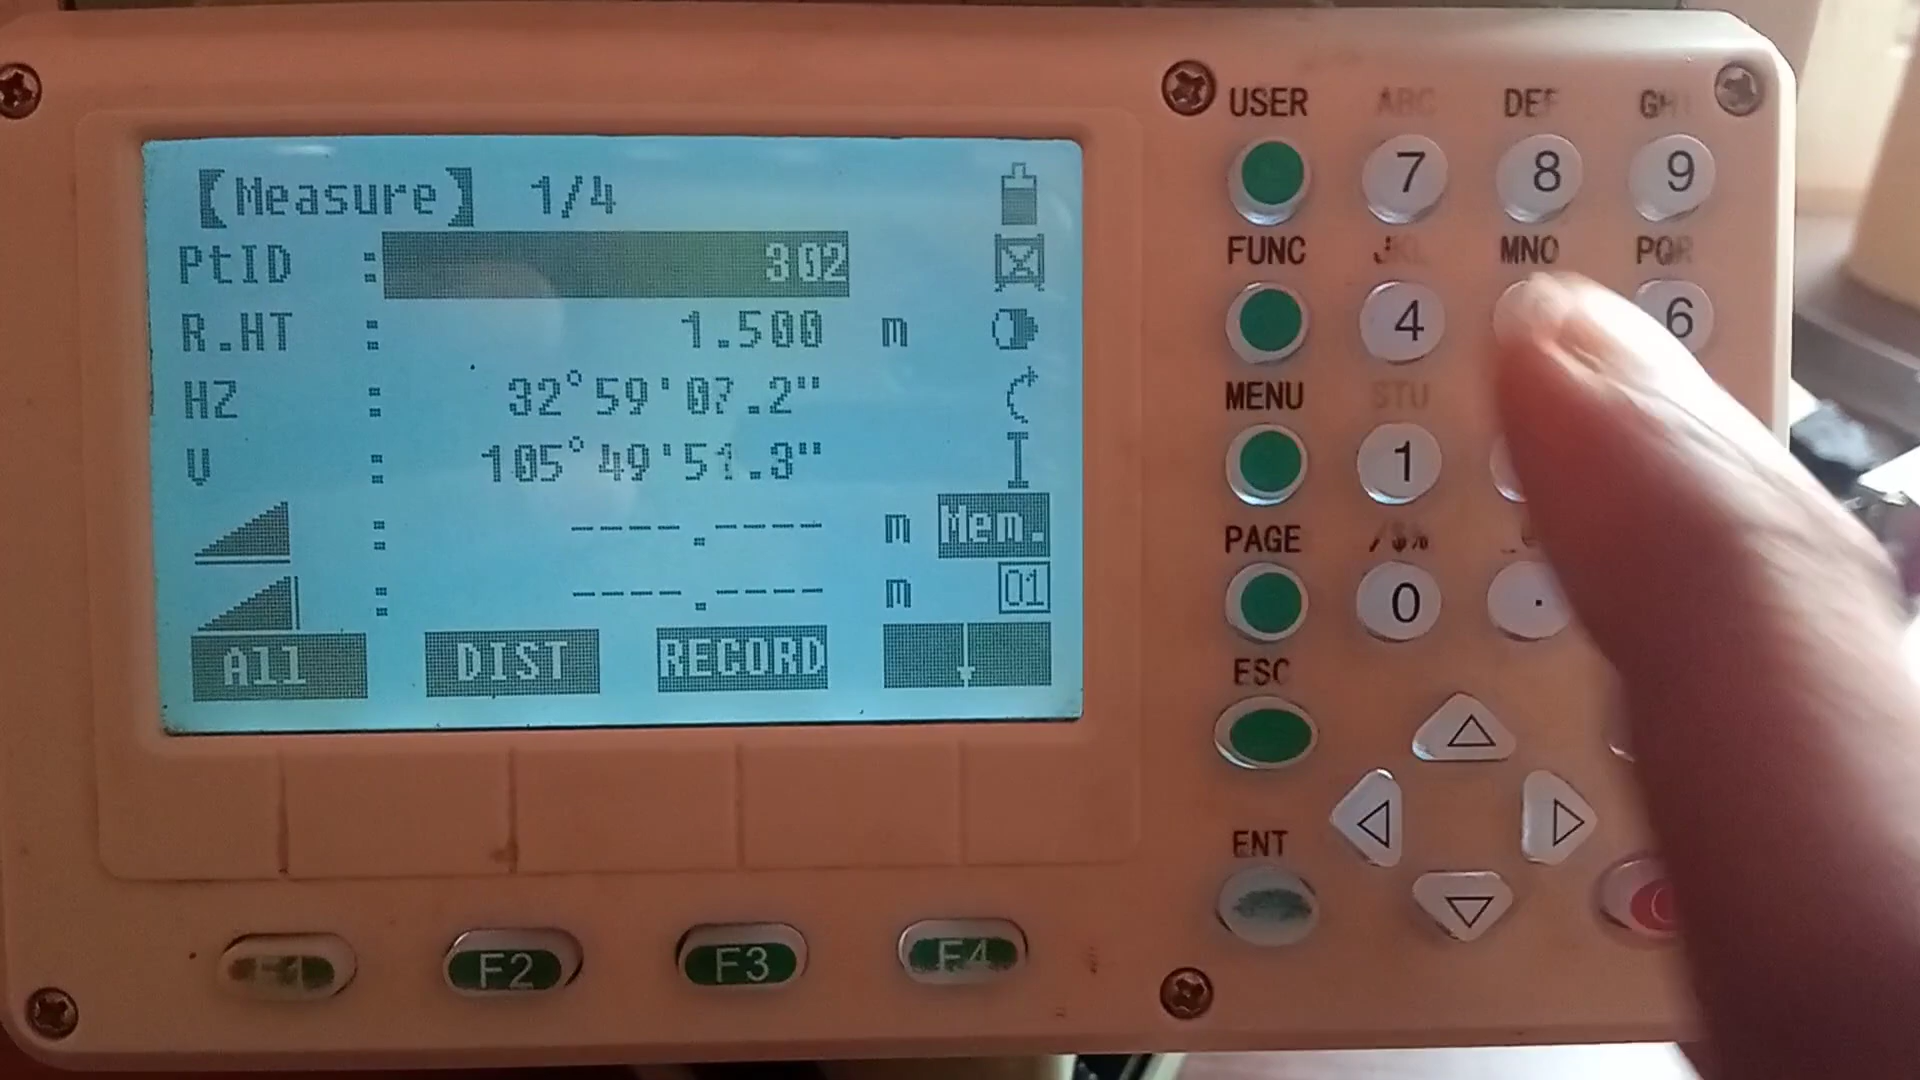 【Measure】 1/4
PtID : 302
R.HT : 1.500 m
HZ : 32°59'07.2"
V : 105°49'51.3"
: ----.---- m Mem.
: ----.---- m 01
All DIST RECORD
F2 F3 F4
USER ABC DEF GHI
7 8 9
FUNC JKL MNO PQR
4 6
MENU STU
1
PAGE /$%
0 .
ESC
ENT